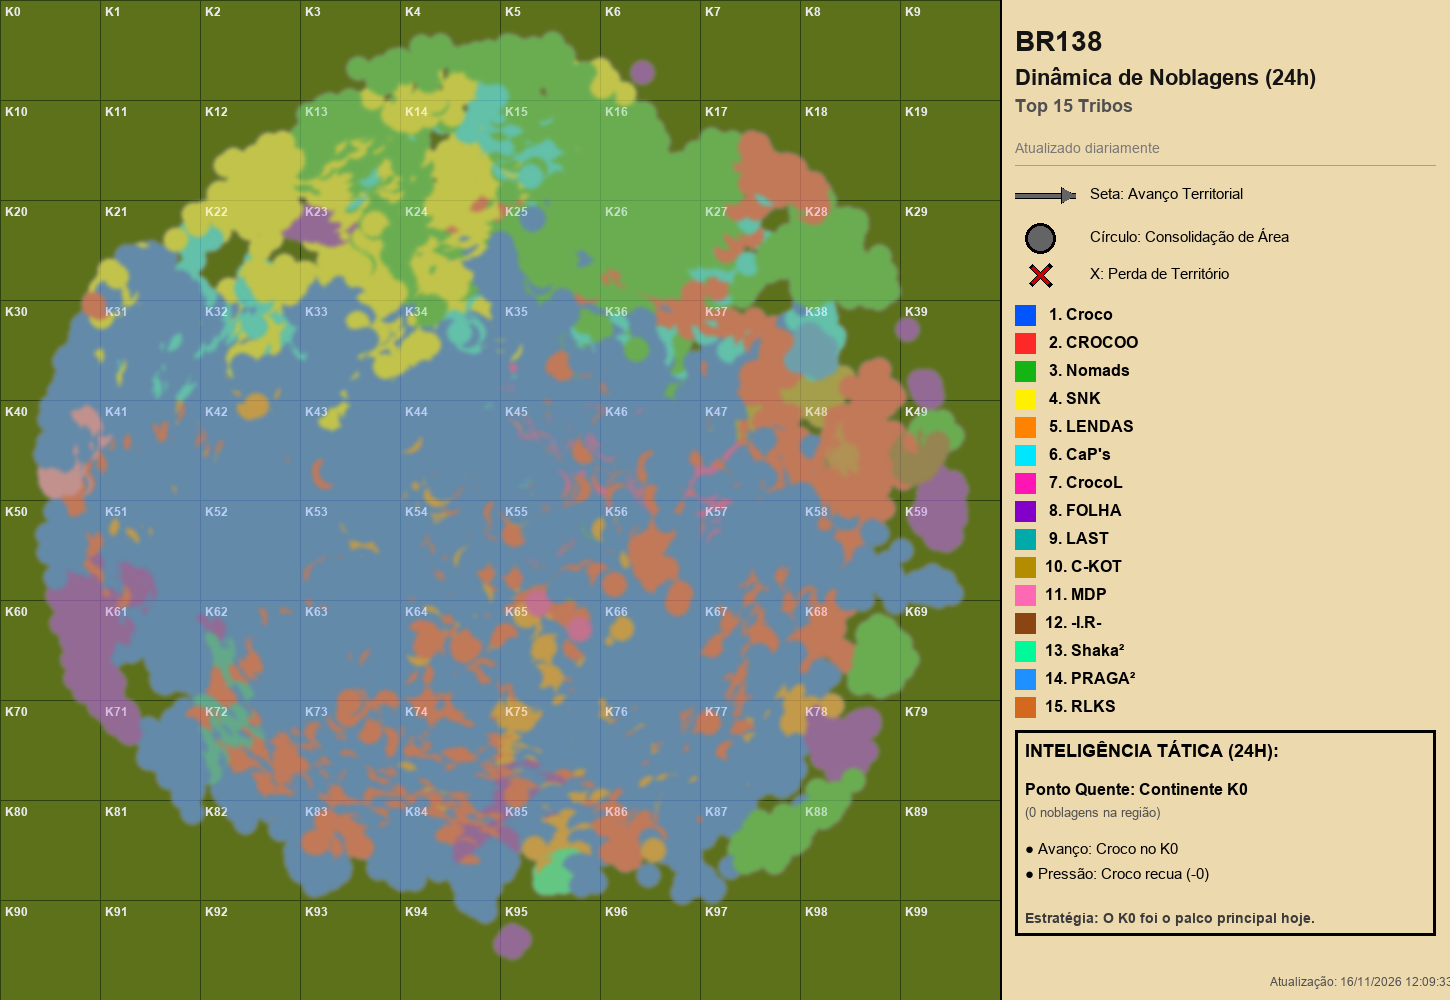 K0 K1 K2 K3 K4 K5 K6 K7 K8 K9
K10 K11 K12 K13 K14 K15 K16 K17 K18 K19
K20 K21 K22 K23 K24 K25 K26 K27 K28 K29
K30 K31 K32 K33 K34 K35 K36 K37 K38 K39
K40 K41 K42 K43 K44 K45 K46 K47 K48 K49
K50 K51 K52 K53 K54 K55 K56 K57 K58 K59
K60 K61 K62 K63 K64 K65 K66 K67 K68 K69
K70 K71 K72 K73 K74 K75 K76 K77 K78 K79
K80 K81 K82 K83 K84 K85 K86 K87 K88 K89
K90 K91 K92 K93 K94 K95 K96 K97 K98 K99
BR138
Dinâmica de Noblagens (24h)
Top 15 Tribos
Atualizado diariamente
Seta: Avanço Territorial
Círculo: Consolidação de Área
X: Perda de Território
1. Croco
2. CROCOO
3. Nomads
4. SNK
5. LENDAS
6. CaP's
7. CrocoL
8. FOLHA
9. LAST
10. C-KOT
11. MDP
12. -I.R-
13. Shaka²
14. PRAGA²
15. RLKS
INTELIGÊNCIA TÁTICA (24H):
Ponto Quente: Continente K0
(0 noblagens na região)
● Avanço: Croco no K0
● Pressão: Croco recua (-0)
Estratégia: O K0 foi o palco principal hoje.
Atualização: 16/11/2026 12:09:33